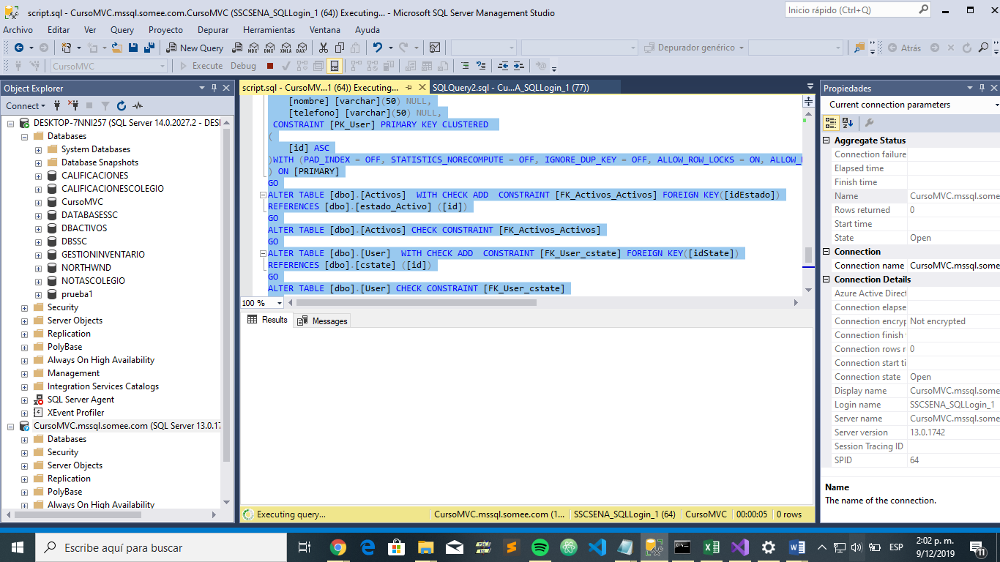 script.sql - CursoMVC.mssql.somee.com.CursoMVC (SSCSENA_SQLLogin_1 (64)) Executing... - Microsoft SQL Server Management Studio
Inicio rápido (Ctrl+Q)
Archivo Editar Ver Query Proyecto Depurar Herramientas Ventana Ayuda
New Query MDX DMX XMLA DAX Depurador genérico Atrás
CursoMVC Execute Debug
Object Explorer
Connect
DESKTOP-7NNI257 (SQL Server 14.0.2027.2 - DESI
Databases
System Databases
Database Snapshots
CALIFICACIONES
CALIFICACIONESCOLEGIO
CursoMVC
DATABASESSC
DBACTIVOS
DBSSC
GESTIONINVENTARIO
NORTHWND
NOTASCOLEGIO
prueba1
Security
Server Objects
Replication
PolyBase
Always On High Availability
Management
Integration Services Catalogs
SQL Server Agent
XEvent Profiler
CursoMVC.mssql.somee.com (SQL Server 13.0.17
Databases
Security
Server Objects
Replication
PolyBase
Always On High Availability
script.sql - CursoMV...1 (64)) Executing... SQLQuery2.sql - Cu...A_SQLLogin_1 (77))
[nombre] [varchar](50) NULL,
[telefono] [varchar](50) NULL,
CONSTRAINT [PK_User] PRIMARY KEY CLUSTERED
(
[id] ASC
)WITH (PAD_INDEX = OFF, STATISTICS_NORECOMPUTE = OFF, IGNORE_DUP_KEY = OFF, ALLOW_ROW_LOCKS = ON, ALLOW_
) ON [PRIMARY]
GO
ALTER TABLE [dbo].[Activos]  WITH CHECK ADD  CONSTRAINT [FK_Activos_Activos] FOREIGN KEY([idEstado])
REFERENCES [dbo].[estado_Activo] ([id])
GO
ALTER TABLE [dbo].[Activos] CHECK CONSTRAINT [FK_Activos_Activos]
GO
ALTER TABLE [dbo].[User]  WITH CHECK ADD  CONSTRAINT [FK_User_cstate] FOREIGN KEY([idState])
REFERENCES [dbo].[cstate] ([id])
GO
ALTER TABLE [dbo].[User] CHECK CONSTRAINT [FK_User_cstate]
100 %
Results Messages
Executing query... CursoMVC.mssql.somee.com (1... SSCSENA_SQLLogin_1 (64) CursoMVC 00:00:05 0 rows
Propiedades
Current connection parameters
Aggregate Status
Connection failure
Elapsed time
Finish time
Name CursoMVC.mssql.some
Rows returned 0
Start time
State Open
Connection
Connection name CursoMVC.mssql.some
Connection Details
Azure Active Direct
Connection elapse
Connection encryp Not encrypted
Connection finish
Connection rows r 0
Connection start ti
Connection state Open
Display name CursoMVC.mssql.some
Login name SSCSENA_SQLLogin_1
Server name CursoMVC.mssql.some
Server version 13.0.1742
Session Tracing ID
SPID 64
Name
The name of the connection.
Escribe aquí para buscar
ESP
2:02 p. m.
9/12/2019
11